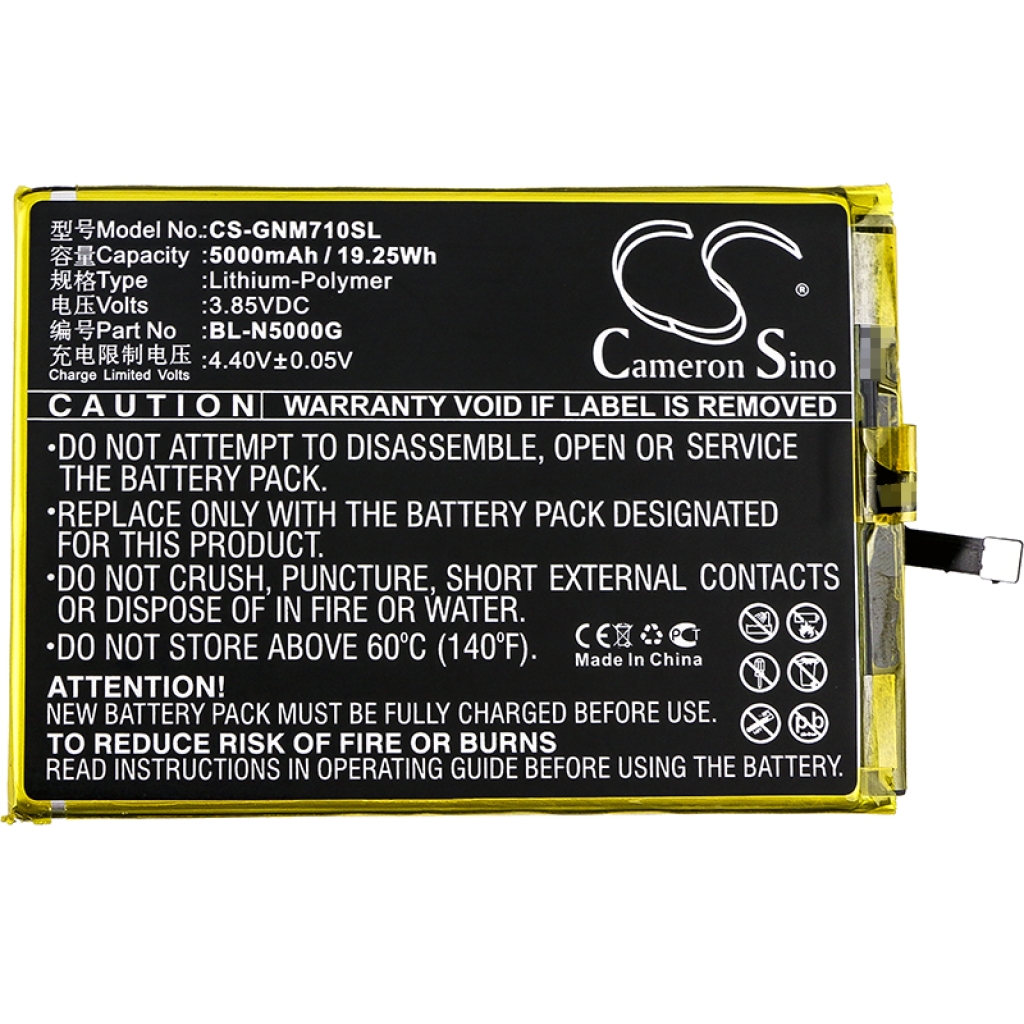 型号Model No.:CS-GNM710SL
容量Capacity :5000mAh / 19.25Wh
规格Type :Lithium-Polymer
电压Volts :3.85VDC
编号Part No :BL-N5000G
充电限制电压
Charge Limited Volts :4.40V±0.05V
CS ®
Cameron Sino
CAUTION WARRANTY VOID IF LABEL IS REMOVED
•DO NOT ATTEMPT TO DISASSEMBLE, OPEN OR SERVICE
THE BATTERY PACK.
•REPLACE ONLY WITH THE BATTERY PACK DESIGNATED
FOR THIS PRODUCT.
•DO NOT CRUSH, PUNCTURE, SHORT EXTERNAL CONTACTS
OR DISPOSE OF IN FIRE OR WATER.
•DO NOT STORE ABOVE 60ºC (140ºF).
CE PCT
Made In China
Pb
ATTENTION!
NEW BATTERY PACK MUST BE FULLY CHARGED BEFORE USE.
TO REDUCE RISK OF FIRE OR BURNS
READ INSTRUCTIONS IN OPERATING GUIDE BEFORE USING THE BATTERY.